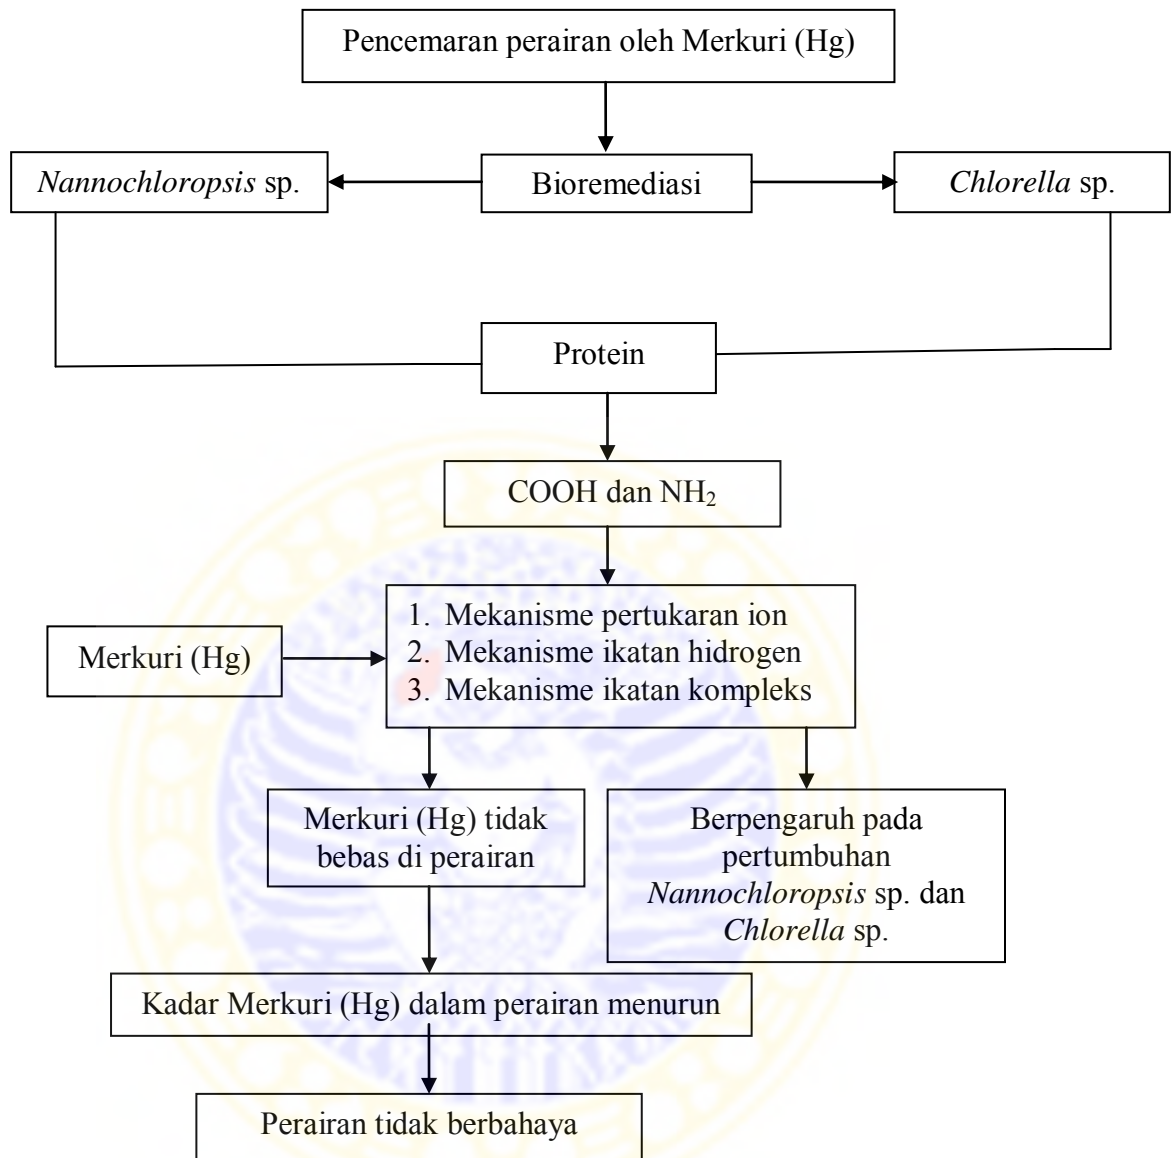 Pencemaran perairan oleh Merkuri (Hg)
Nannochloropsis sp.
Bioremediasi
Chlorella sp.
Protein
COOH dan NH₂
1. Mekanisme pertukaran ion
2. Mekanisme ikatan hidrogen
3. Mekanisme ikatan kompleks
Merkuri (Hg)
Merkuri (Hg) tidak
bebas di perairan
Berpengaruh pada
pertumbuhan
Nannochloropsis sp. dan
Chlorella sp.
Kadar Merkuri (Hg) dalam perairan menurun
Perairan tidak berbahaya